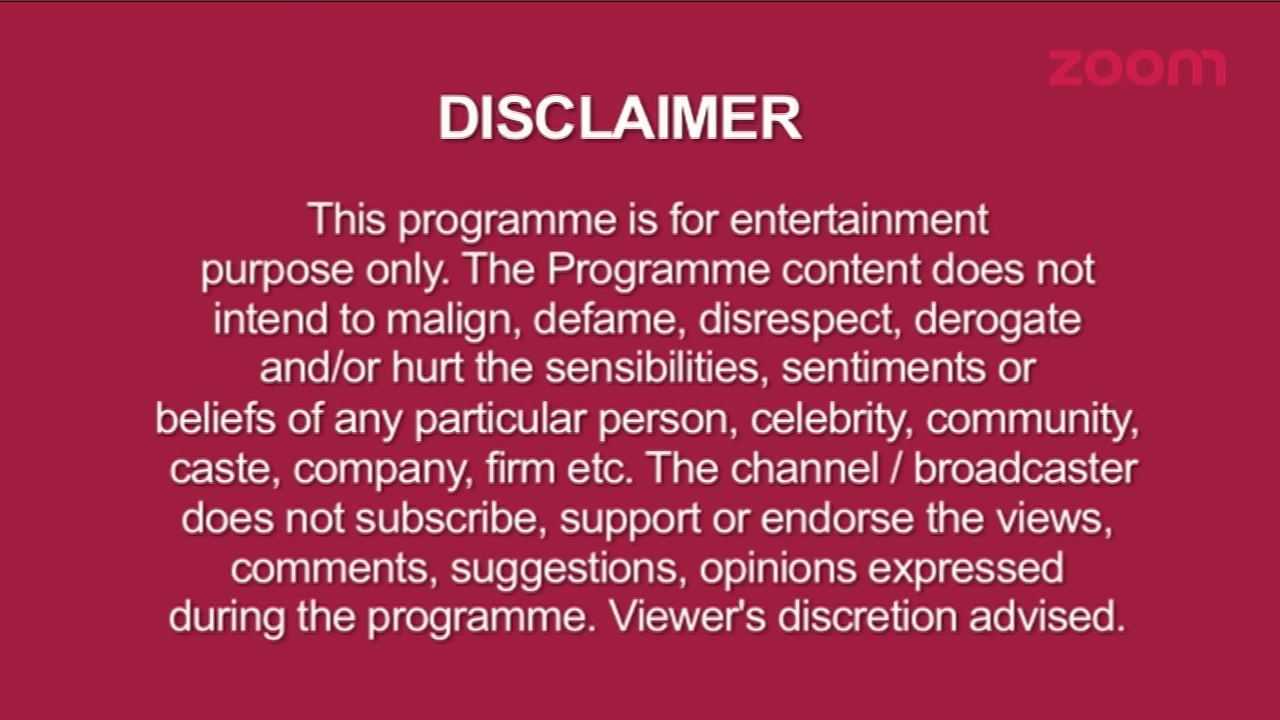 zoom
DISCLAIMER
This programme is for entertainment
purpose only. The Programme content does not
intend to malign, defame, disrespect, derogate
and/or hurt the sensibilities, sentiments or
beliefs of any particular person, celebrity, community,
caste, company, firm etc. The channel / broadcaster
does not subscribe, support or endorse the views,
comments, suggestions, opinions expressed
during the programme. Viewer's discretion advised.